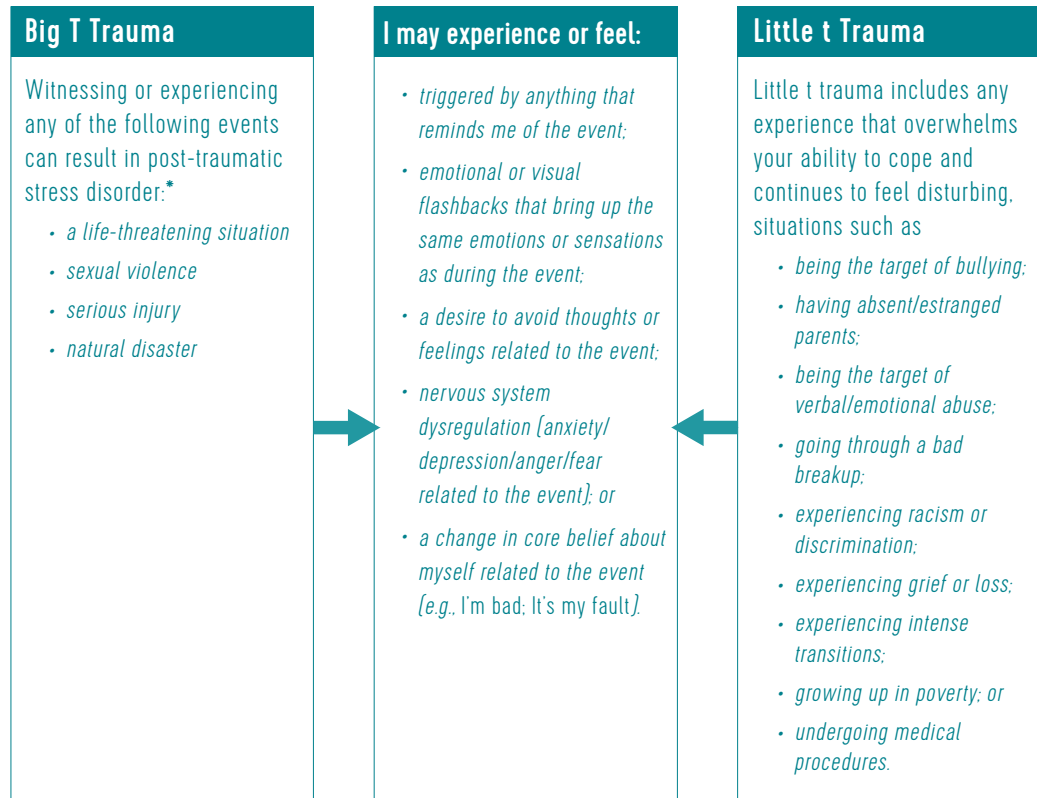 Big T Trauma
Witnessing or experiencing
any of the following events
can result in post-traumatic
stress disorder:*
• a life-threatening situation
• sexual violence
• serious injury
• natural disaster
I may experience or feel:
• triggered by anything that
reminds me of the event;
• emotional or visual
flashbacks that bring up the
same emotions or sensations
as during the event;
• a desire to avoid thoughts or
feelings related to the event;
• nervous system
dysregulation (anxiety/
depression/anger/fear
related to the event); or
• a change in core belief about
myself related to the event
(e.g., I'm bad; It's my fault).
Little t Trauma
Little t trauma includes any
experience that overwhelms
your ability to cope and
continues to feel disturbing,
situations such as
• being the target of bullying;
• having absent/estranged
parents;
• being the target of
verbal/emotional abuse;
• going through a bad
breakup;
• experiencing racism or
discrimination;
• experiencing grief or loss;
• experiencing intense
transitions;
• growing up in poverty; or
• undergoing medical
procedures.